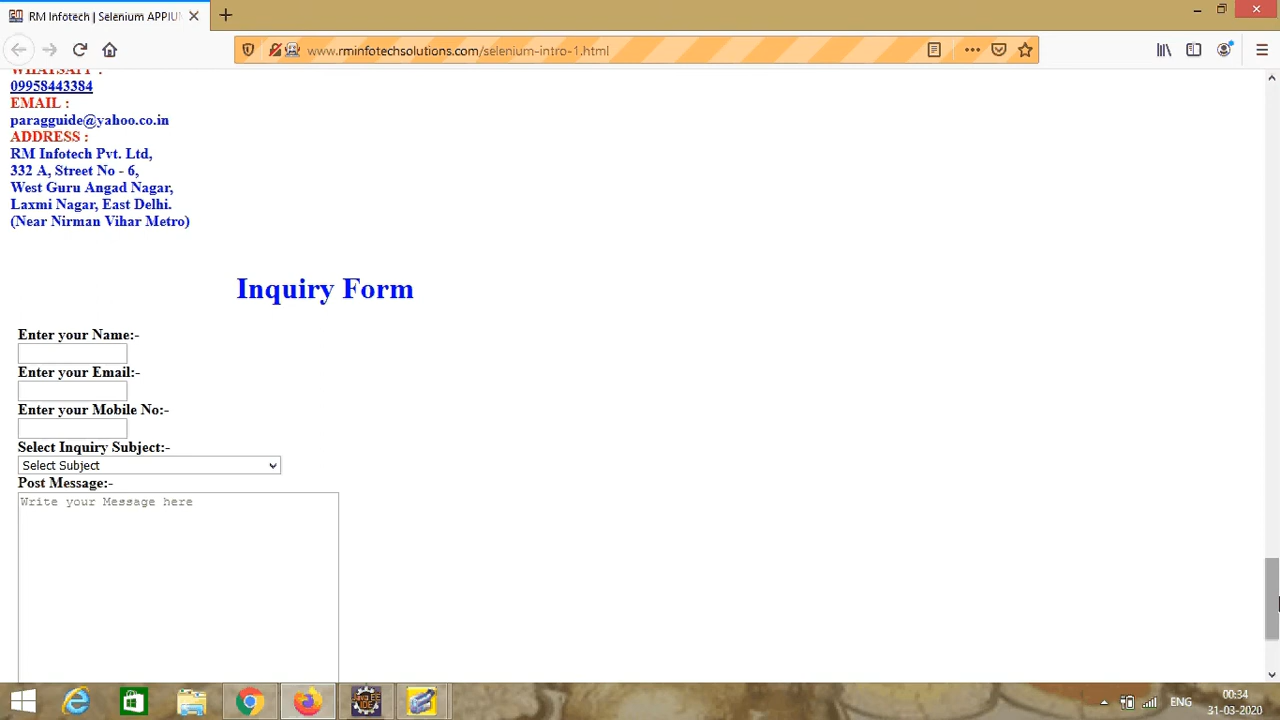 RM Infotech | Selenium APPIUM
www.rminfotechsolutions.com/selenium-intro-1.html
WHATSAPP :
09958443384
EMAIL :
paragguide@yahoo.co.in
ADDRESS :
RM Infotech Pvt. Ltd,
332 A, Street No - 6,
West Guru Angad Nagar,
Laxmi Nagar, East Delhi.
(Near Nirman Vihar Metro)
Inquiry Form
Enter your Name:-
Enter your Email:-
Enter your Mobile No:-
Select Inquiry Subject:-
Select Subject
Post Message:-
Write your Message here
ENG
00:34
31-03-2020